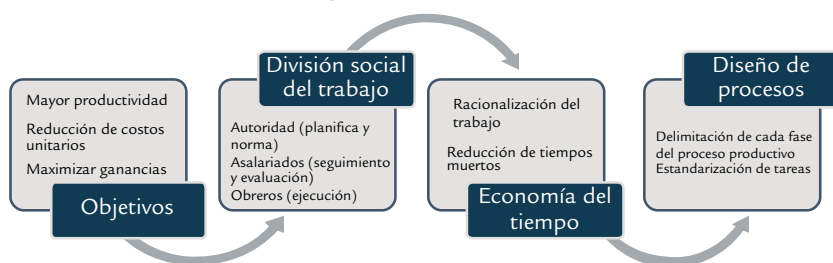 Mayor productividad
Reducción de costos
unitarios
Maximizar ganancias
Objetivos
División social
del trabajo
Autoridad (planifica y
norma)
Asalariados (seguimiento
y evaluación)
Obreros (ejecución)
Racionalización del
trabajo
Reducción de tiempos
muertos
Economía del
tiempo
Diseño de
procesos
Delimitación de cada fase
del proceso productivo
Estandarización de tareas